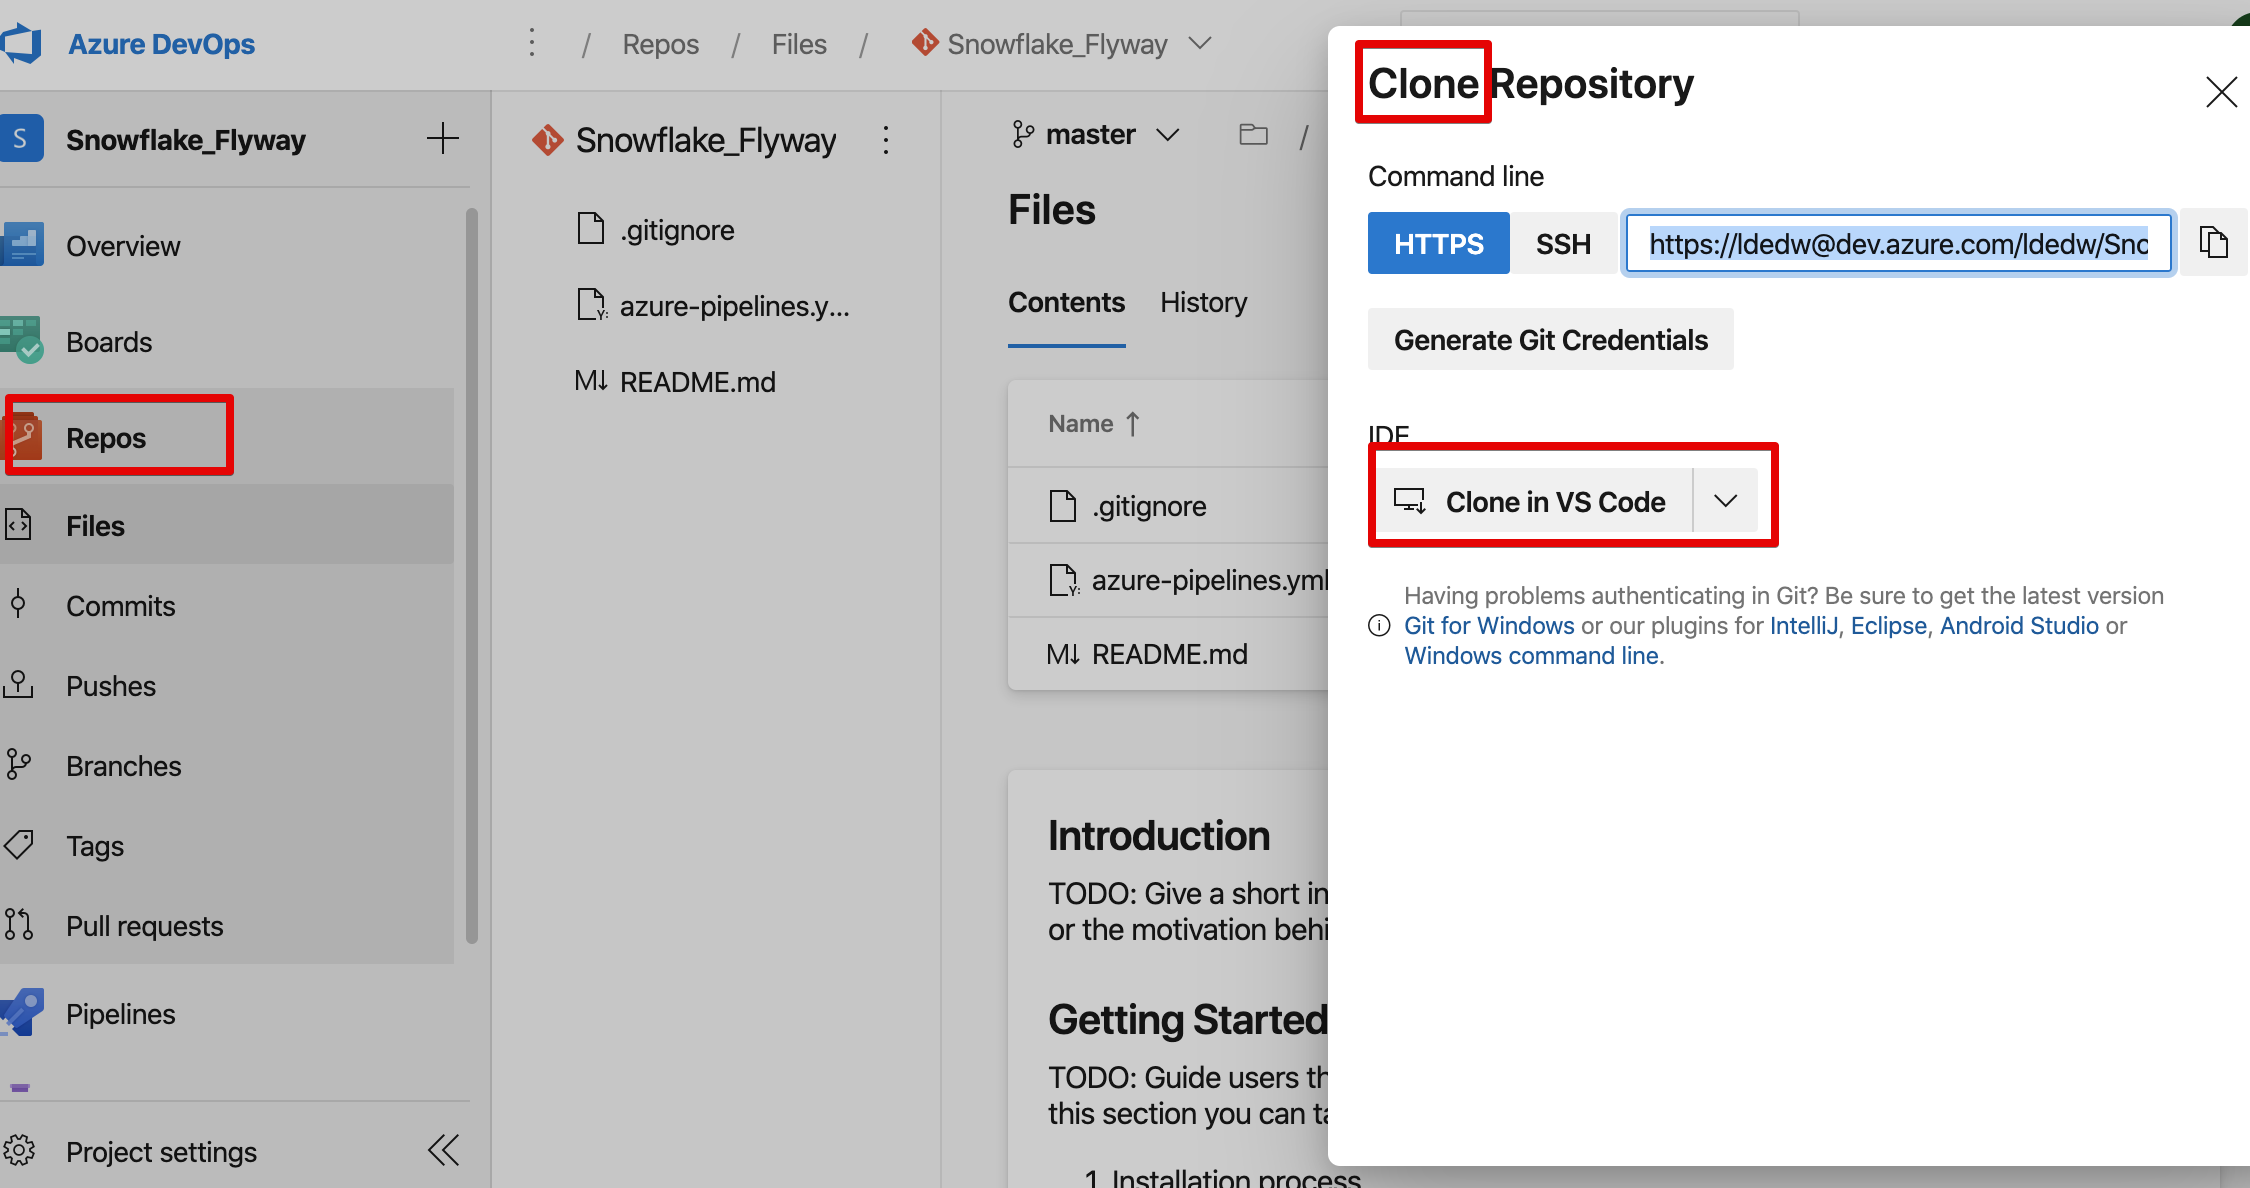 Azure DevOps
/ Repos / Files / Snowflake_Flyway
S Snowflake_Flyway
Overview
Boards
Repos
Files
Commits
Pushes
Branches
Tags
Pull requests
Pipelines
Project settings
Snowflake_Flyway
.gitignore
azure-pipelines.y...
README.md
master /
Files
Contents History
Name ↑
.gitignore
azure-pipelines.yml
README.md
Introduction
TODO: Give a short in
or the motivation behi
Getting Started
TODO: Guide users th
this section you can ta
1. Installation process
Clone Repository
Command line
HTTPS SSH https://ldedw@dev.azure.com/ldedw/Sno
Generate Git Credentials
IDE
Clone in VS Code
Having problems authenticating in Git? Be sure to get the latest version
Git for Windows or our plugins for IntelliJ, Eclipse, Android Studio or
Windows command line.